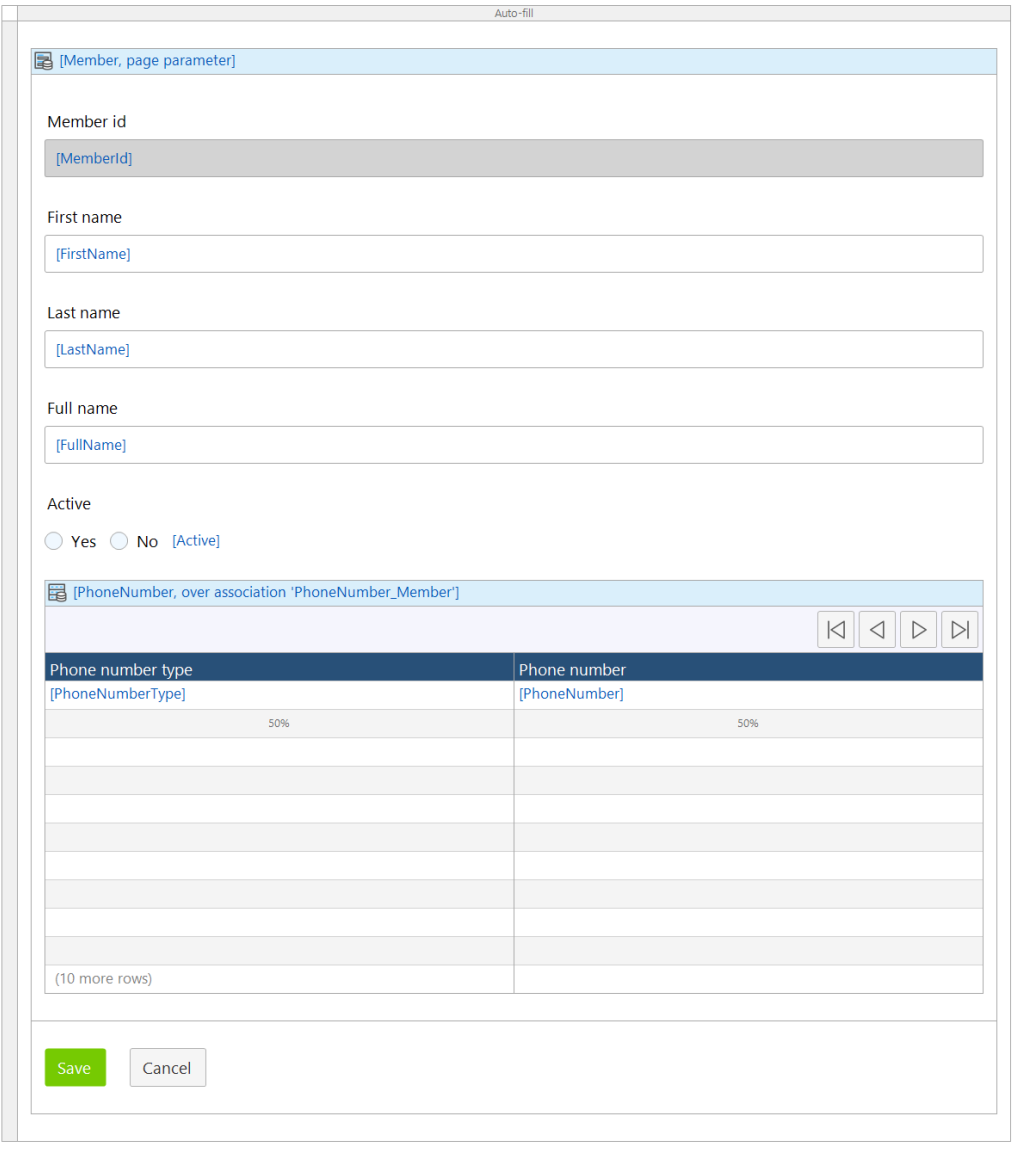 Auto-fill
[Member, page parameter]
Member id
[MemberId]
First name
[FirstName]
Last name
[LastName]
Full name
[FullName]
Active
Yes No [Active]
[PhoneNumber, over association 'PhoneNumber_Member']
Phone number type Phone number
[PhoneNumberType] [PhoneNumber]
50% 50%
(10 more rows)
Save Cancel